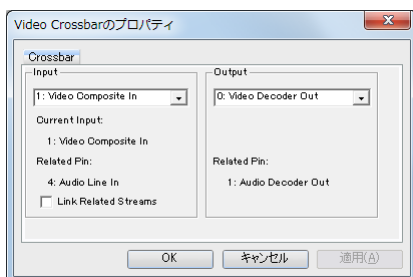 Video Crossbarのプロパティ
Crossbar
Input
1: Video Composite In
Current Input:
1: Video Composite In
Related Pin:
4: Audio Line In
Link Related Streams
Output
0: Video Decoder Out
Related Pin:
1: Audio Decoder Out
OK
キャンセル
適用(A)